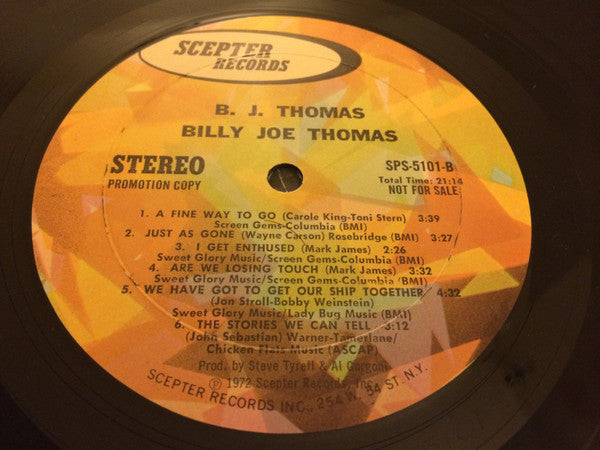 SCEPTER
RECORDS
B. J. THOMAS
BILLY JOE THOMAS
STEREO
PROMOTION COPY
SPS-5101-B
Total Time: 21:14
NOT FOR SALE
1. A FINE WAY TO GO (Carole King-Toni Stern) 3:39
Screen Gems-Columbia (BMI)
2. JUST AS GONE (Wayne Carson) Rosebridge (BMI) 3:27
3. I GET ENTHUSED (Mark James) 2:26
Sweet Glory Music/Screen Gems-Columbia (BMI)
4. ARE WE LOSING TOUCH (Mark James) 3:32
Sweet Glory Music/Screen Gems-Columbia (BMI)
5. WE HAVE GOT TO GET OUR SHIP TOGETHER 4:32
(Jon Stroll-Bobby Weinstein)
Sweet Glory Music/Lady Bug Music (BMI)
6. THE STORIES WE CAN TELL 3:12
(John Sebastian) Warner-Tamerlane/
Chicken Flats Music (ASCAP)
Prod. by Steve Tyrell & Al Gorgoni
Ⓟ 1972 Scepter Records, Inc.
SCEPTER RECORDS INC., 254 W. 54 ST. N.Y.